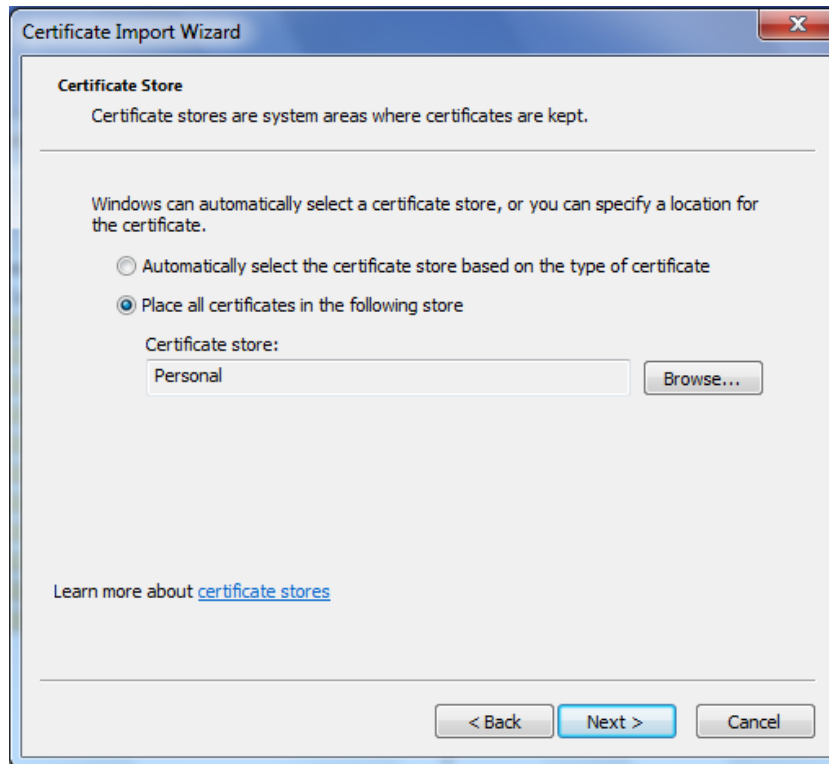 Certificate Import Wizard
Certificate Store
Certificate stores are system areas where certificates are kept.
Windows can automatically select a certificate store, or you can specify a location for
the certificate.
Automatically select the certificate store based on the type of certificate
Place all certificates in the following store
Certificate store:
Personal
Browse...
Learn more about certificate stores
< Back
Next >
Cancel